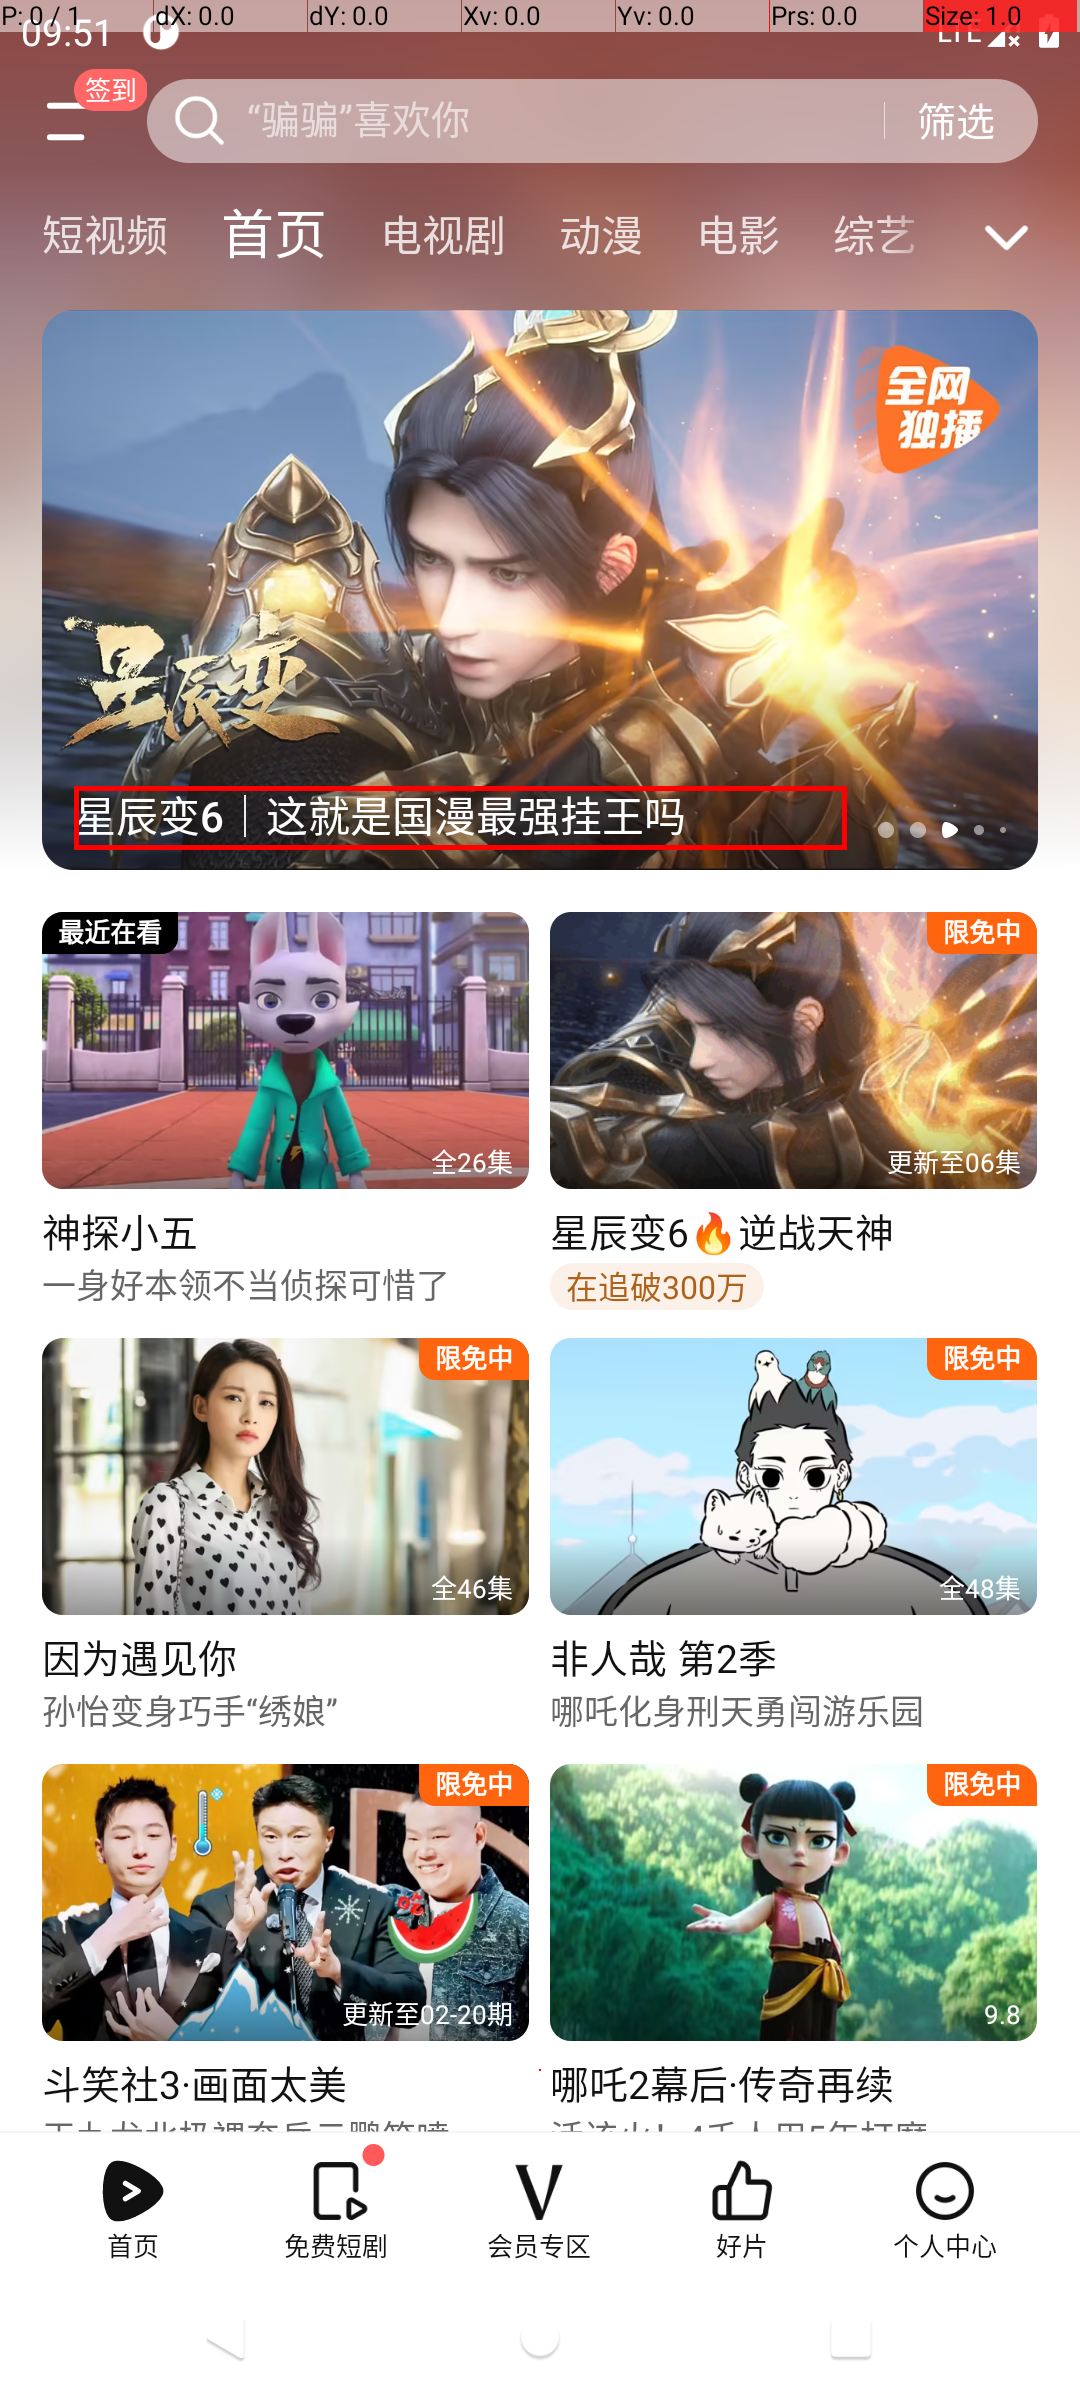 P: 0 / 1 dX: 0.0 dY: 0.0 Xv: 0.0 Yv: 0.0 Prs: 0.0 Size: 1.0
09:51 LTE
签到
“骗骗”喜欢你 筛选
短视频 首页 电视剧 动漫 电影 综艺
全网
独播
星辰变
星辰变6｜这就是国漫最强挂王吗
最近在看
全26集
限免中
更新至06集
神探小五
一身好本领不当侦探可惜了
星辰变6🔥逆战天神
在追破300万
限免中
全46集
限免中
全48集
因为遇见你
孙怡变身巧手“绣娘”
非人哉 第2季
哪吒化身刑天勇闯游乐园
限免中
更新至02-20期
限免中
9.8
斗笑社3·画面太美
哪吒2幕后·传奇再续
首页 免费短剧 会员专区 好片 个人中心